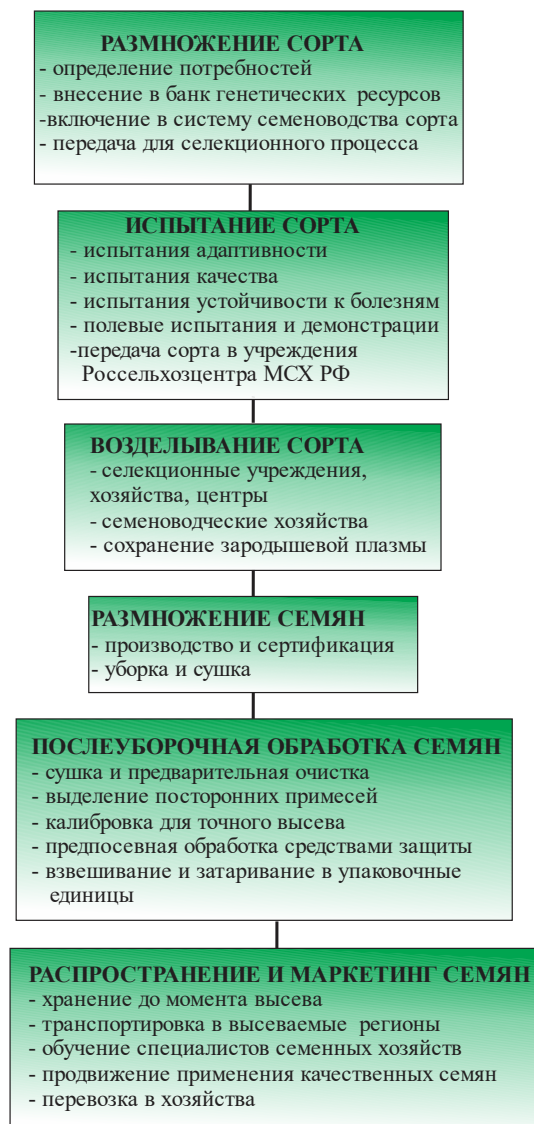 РАЗМНОЖЕНИЕ СОРТА
- определение потребностей
- внесение в банк генетических ресурсов
-включение в систему семеноводства сорта
- передача для селекционного процесса
ИСПЫТАНИЕ СОРТА
- испытания адаптивности
- испытания качества
- испытания устойчивости к болезням
- полевые испытания и демонстрации
-передача сорта в учреждения
Россельхозцентра МСХ РФ
ВОЗДЕЛЫВАНИЕ СОРТА
- селекционные учреждения,
хозяйства, центры
- семеноводческие хозяйства
- сохранение зародышевой плазмы
РАЗМНОЖЕНИЕ СЕМЯН
- производство и сертификация
- уборка и сушка
ПОСЛЕУБОРОЧНАЯ ОБРАБОТКА СЕМЯН
- сушка и предварительная очистка
- выделение посторонних примесей
- калибровка для точного высева
- предпосевная обработка средствами защиты
- взвешивание и затаривание в упаковочные
единицы
РАСПРОСТРАНЕНИЕ И МАРКЕТИНГ СЕМЯН
- хранение до момента высева
- транспортировка в высеваемые регионы
- обучение специалистов семенных хозяйств
- продвижение применения качественных семян
- перевозка в хозяйства